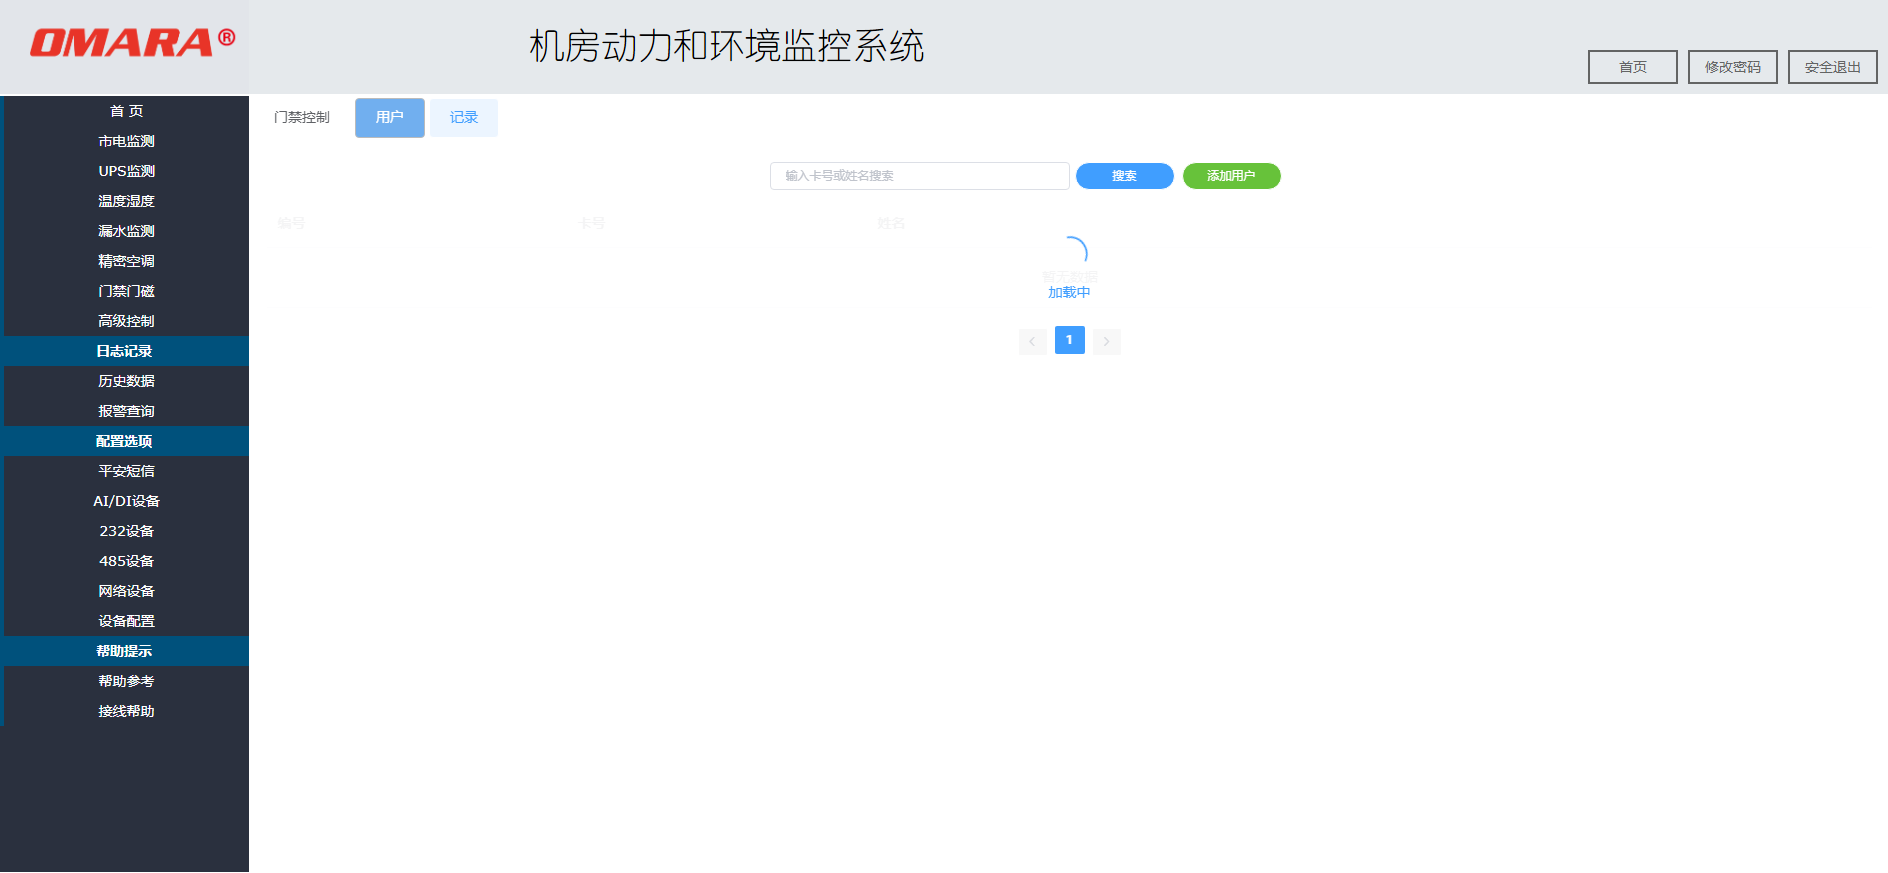 OMARA®
机房动力和环境监控系统
首页
修改密码
安全退出
首 页
市电监测
UPS监测
温度湿度
漏水监测
精密空调
门禁门磁
高级控制
日志记录
历史数据
报警查询
配置选项
平安短信
AI/DI设备
232设备
485设备
网络设备
设备配置
帮助提示
帮助参考
接线帮助
门禁控制
用户
记录
输入卡号或姓名搜索
搜索
添加用户
编号
卡号
姓名
暂无数据
加载中
1